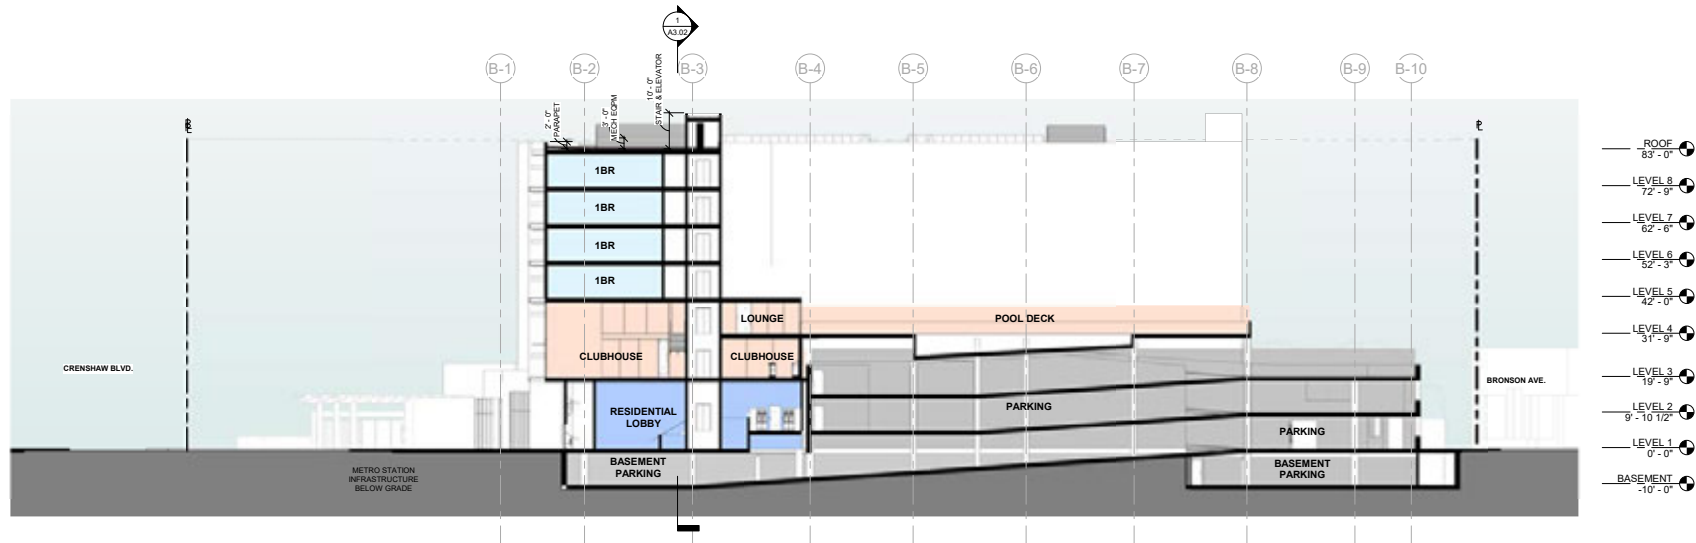 1
A3.02
B-1
B-2
B-3
B-4
B-5
B-6
B-7
B-8
B-9
B-10
2' - 0"
PARAPET
3' - 0"
MECH EQPM
10' - 0"
STAIR & ELEVATOR
PL
PL
ROOF
83' - 0"
1BR
LEVEL 8
72' - 9"
1BR
LEVEL 7
62' - 6"
1BR
LEVEL 6
52' - 3"
1BR
LEVEL 5
42' - 0"
LOUNGE
POOL DECK
LEVEL 4
31' - 9"
CLUBHOUSE
CLUBHOUSE
CRENSHAW BLVD.
LEVEL 3
19' - 9"
BRONSON AVE.
RESIDENTIAL
LOBBY
PARKING
LEVEL 2
9' - 10 1/2"
PARKING
LEVEL 1
0' - 0"
BASEMENT
PARKING
BASEMENT
PARKING
METRO STATION
INFRASTRUCTURE
BELOW GRADE
BASEMENT
-10' - 0"